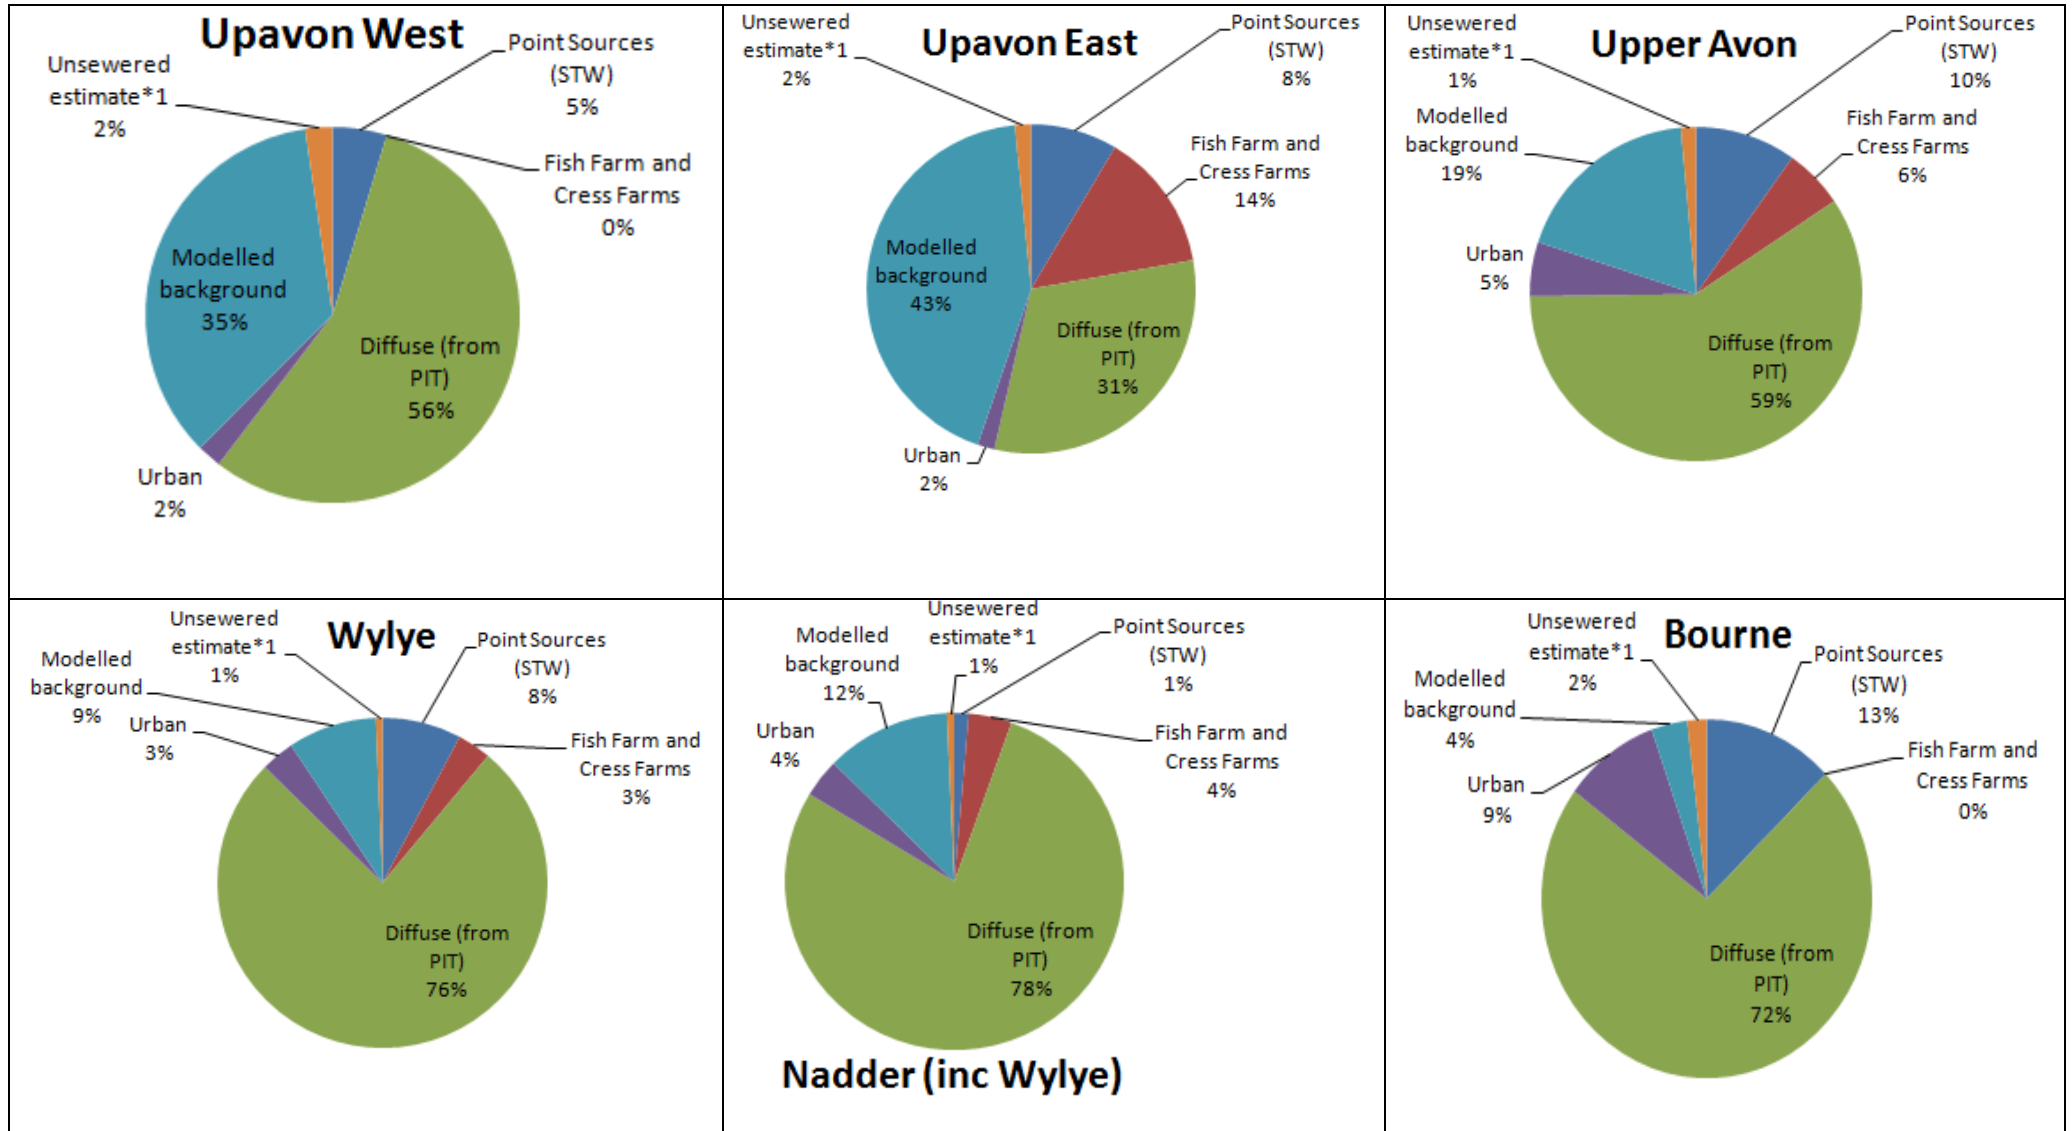 Upavon West
Unsewered
estimate*1
2%
Point Sources
(STW)
5%
Fish Farm and
Cress Farms
0%
Modelled
background
35%
Diffuse (from
PIT)
56%
Urban
2%
Upavon East
Unsewered
estimate*1
2%
Point Sources
(STW)
8%
Fish Farm and
Cress Farms
14%
Modelled
background
43%
Diffuse (from
PIT)
31%
Urban
2%
Upper Avon
Unsewered
estimate*1
1%
Point Sources
(STW)
10%
Modelled
background
19%
Fish Farm and
Cress Farms
6%
Urban
5%
Diffuse (from
PIT)
59%
Wylye
Unsewered
estimate*1
1%
Point Sources
(STW)
8%
Modelled
background
9%
Urban
3%
Fish Farm and
Cress Farms
3%
Diffuse (from
PIT)
76%
Unsewered
estimate*1
1%
Point Sources
(STW)
1%
Modelled
background
12%
Urban
4%
Fish Farm and
Cress Farms
4%
Diffuse (from
PIT)
78%
Nadder (inc Wylye)
Bourne
Unsewered
estimate*1
2%
Point Sources
(STW)
13%
Modelled
background
4%
Fish Farm and
Cress Farms
0%
Urban
9%
Diffuse (from
PIT)
72%